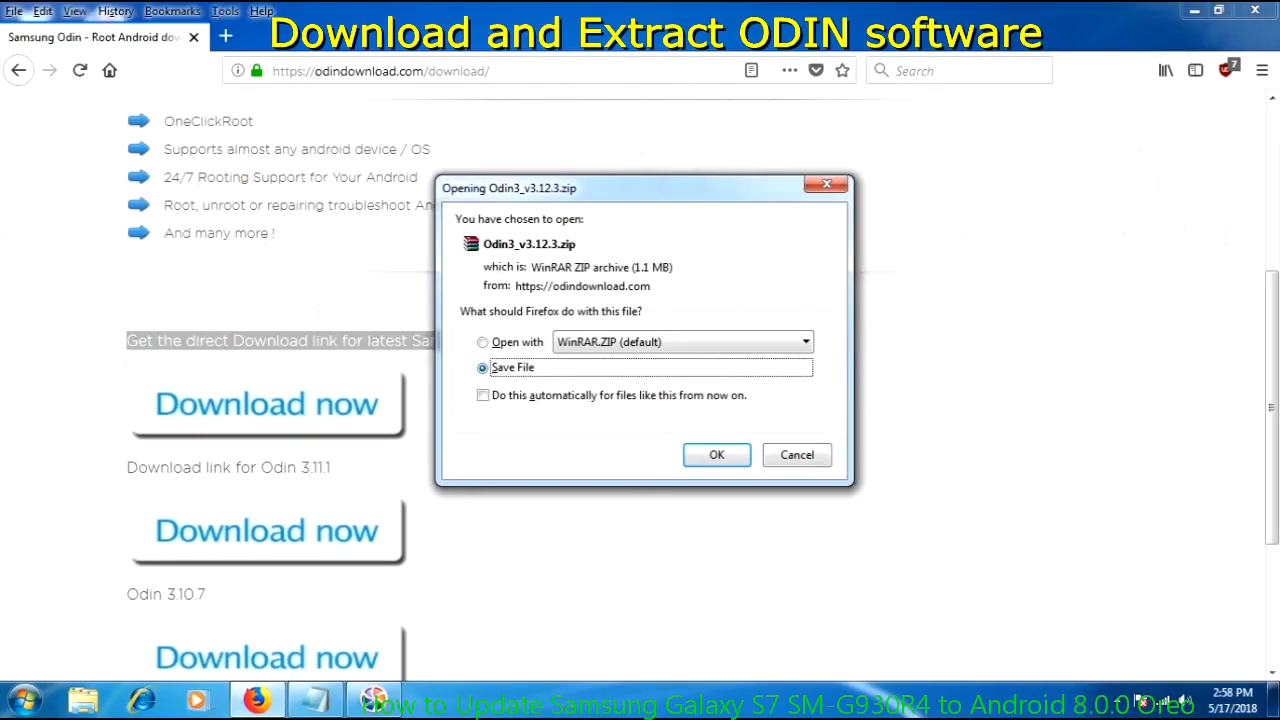 File Edit View History Bookmarks Tools Help
Download and Extract ODIN software
Samsung Odin - Root Android dov
https://odindownload.com/download/
Search
7
OneClickRoot
Supports almost any android device / OS
24/7 Rooting Support for Your Android
Root, unroot or repairing troubleshoot An
And many more !
Opening Odin3_v3.12.3.zip
You have chosen to open:
Odin3_v3.12.3.zip
which is: WinRAR ZIP archive (1.1 MB)
from: https://odindownload.com
What should Firefox do with this file?
Open with WinRAR.ZIP (default)
Save File
Do this automatically for files like this from now on.
OK Cancel
Get the direct Download link for latest Sam
Download now
Download link for Odin 3.11.1
Download now
Odin 3.10.7
Download now
2:58 PM
How to Update Samsung Galaxy S7 SM-G930R4 to Android 8.0.0 Oreo
5/17/2018